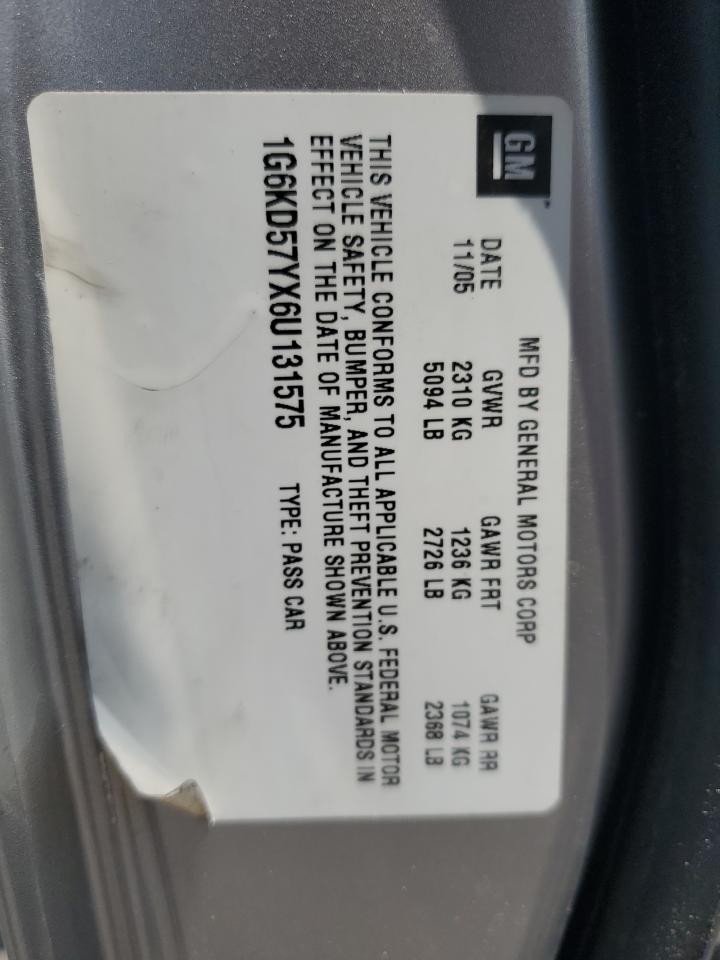 GM
MFD BY GENERAL MOTORS CORP
DATE GVWR GAWR FRT GAWR RR
11/05 2310 KG 1236 KG 1074 KG
5094 LB 2726 LB 2368 LB
THIS VEHICLE CONFORMS TO ALL APPLICABLE U.S. FEDERAL MOTOR
VEHICLE SAFETY, BUMPER, AND THEFT PREVENTION STANDARDS IN
EFFECT ON THE DATE OF MANUFACTURE SHOWN ABOVE.
1G6KD57YX6U131575 TYPE: PASS CAR